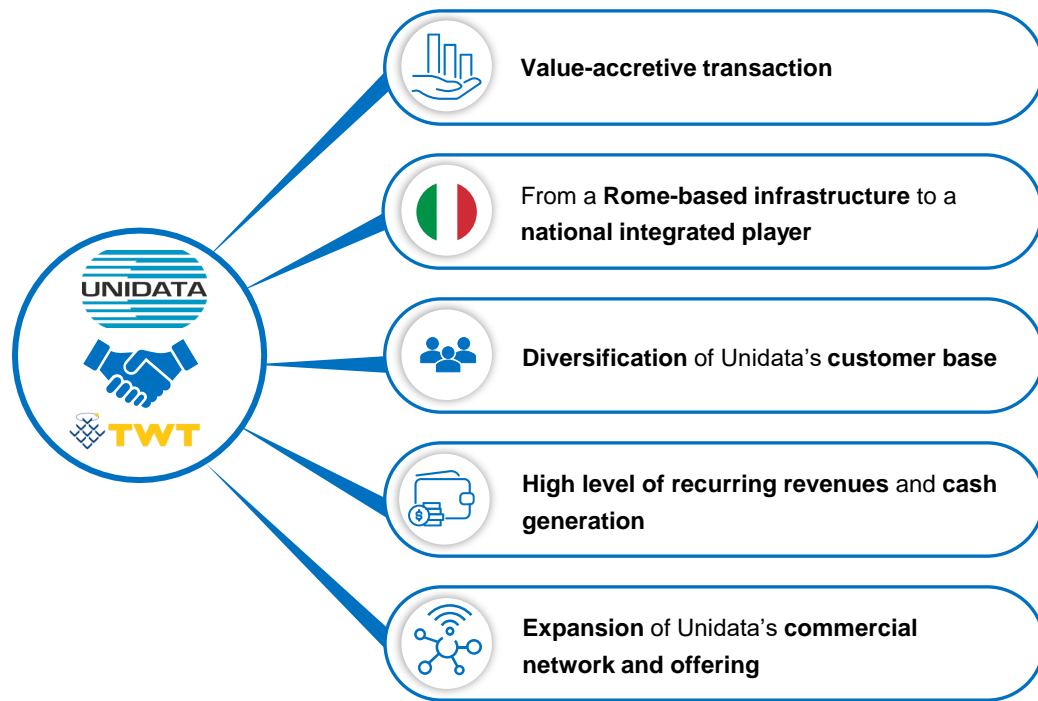 Value-accretive transaction
From a Rome-based infrastructure to a
national integrated player
UNIDATA
TWT
Diversification of Unidata's customer base
High level of recurring revenues and cash
generation
$
Expansion of Unidata's commercial
network and offering